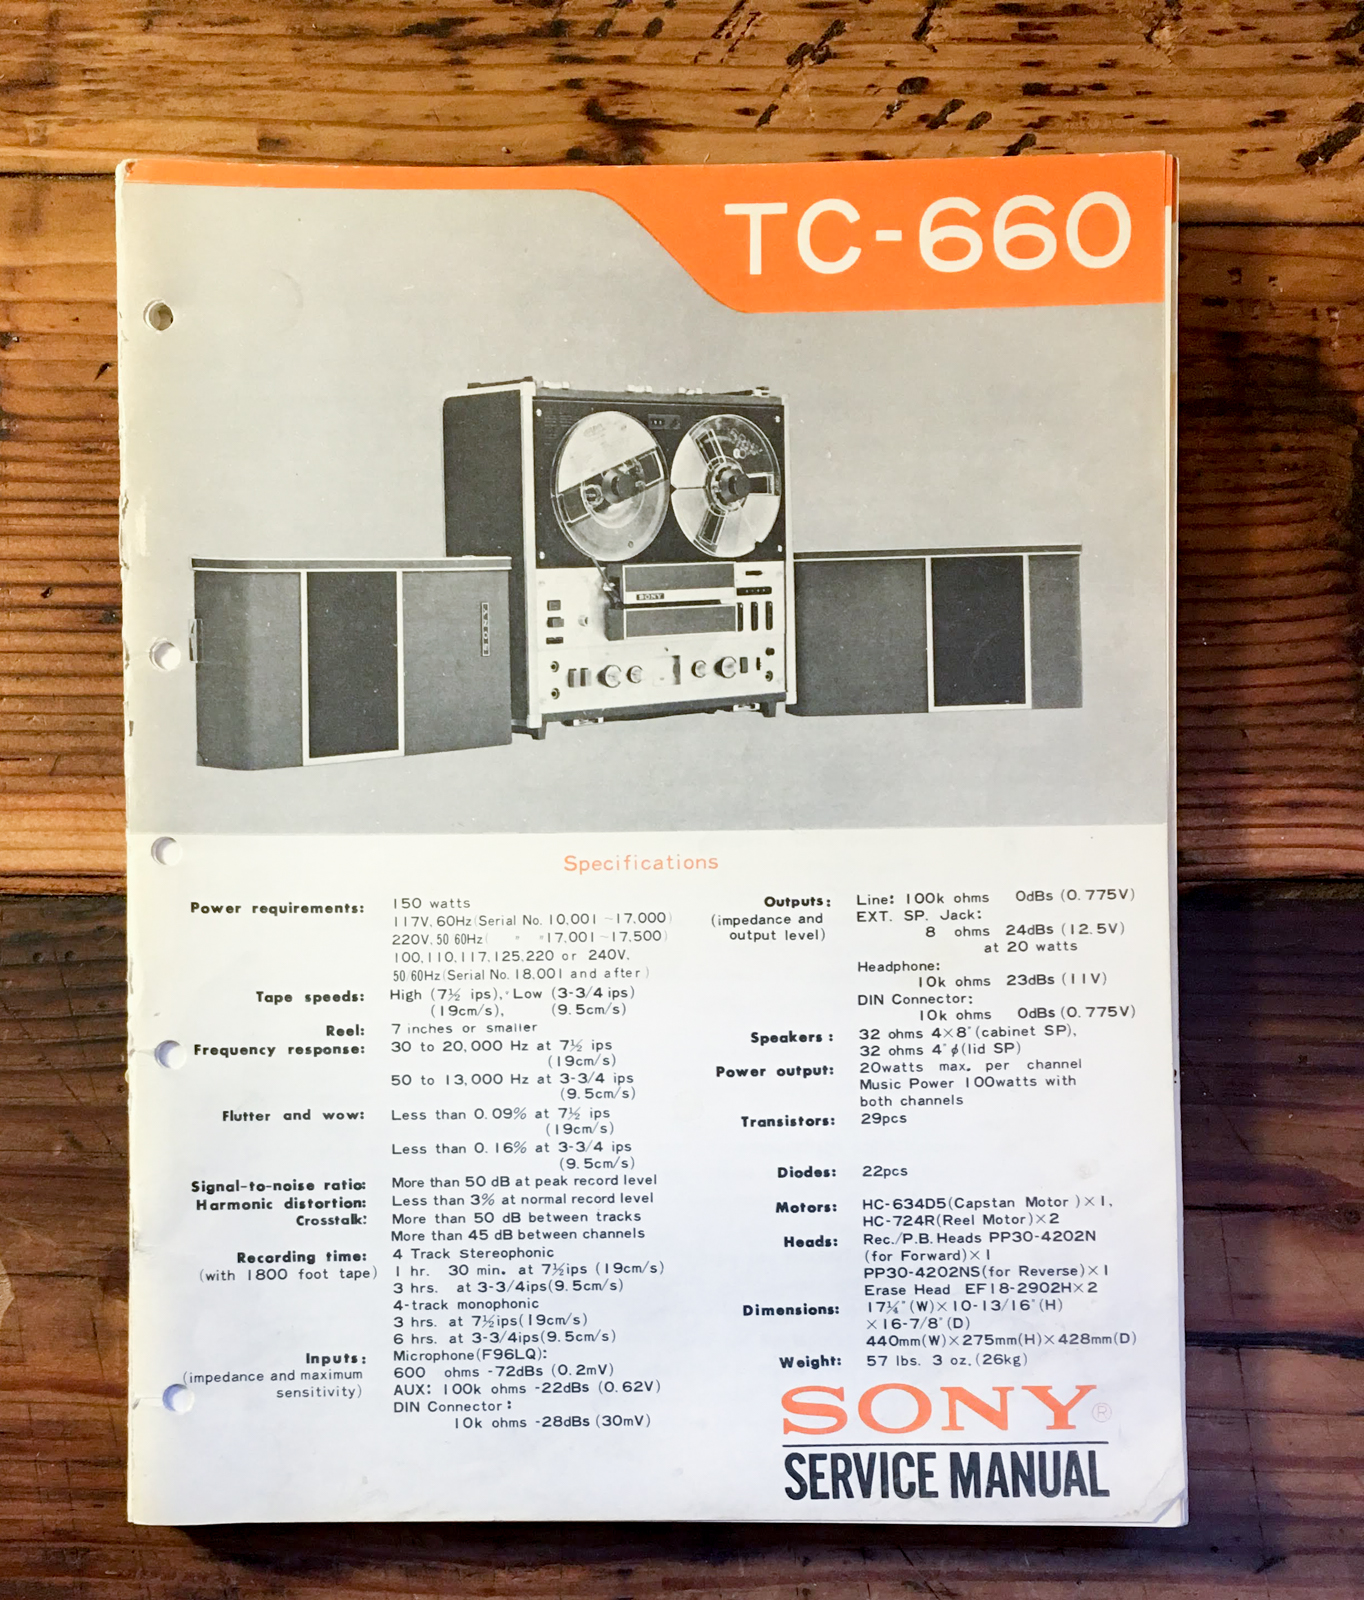 TC-660
SONY
SONY
Specifications
Power requirements: 150 watts
117V, 60Hz (Serial No. 10,001 ~ 17,000)
220V, 50 60Hz ( " " 17,001 ~ 17,500)
100, 110, 117, 125, 220 or 240V,
50/60Hz (Serial No. 18,001 and after)
Tape speeds: High (7½ ips), Low (3-3/4 ips)
(19cm/s), (9.5cm/s)
Reel: 7 inches or smaller
Frequency response: 30 to 20,000 Hz at 7½ ips
(19cm/s)
50 to 13,000 Hz at 3-3/4 ips
(9.5cm/s)
Flutter and wow: Less than 0.09% at 7½ ips
(19cm/s)
Less than 0.16% at 3-3/4 ips
(9.5cm/s)
Signal-to-noise ratio: More than 50 dB at peak record level
Harmonic distortion: Less than 3% at normal record level
Crosstalk: More than 50 dB between tracks
More than 45 dB between channels
Recording time: 4 Track Stereophonic
(with 1800 foot tape) 1 hr. 30 min. at 7½ips (19cm/s)
3 hrs. at 3-3/4ips(9.5cm/s)
4-track monophonic
3 hrs. at 7½ips(19cm/s)
6 hrs. at 3-3/4ips(9.5cm/s)
Inputs: Microphone(F96LQ):
(impedance and maximum 600 ohms -72dBs (0.2mV)
sensitivity) AUX: 100k ohms -22dBs (0.62V)
DIN Connector:
10k ohms -28dBs (30mV)
Outputs: Line: 100k ohms 0dBs (0.775V)
(impedance and EXT. SP. Jack:
output level) 8 ohms 24dBs (12.5V)
at 20 watts
Headphone:
10k ohms 23dBs (11V)
DIN Connector:
10k ohms 0dBs (0.775V)
Speakers: 32 ohms 4×8" (cabinet SP),
32 ohms 4" φ (lid SP)
Power output: 20watts max. per channel
Music Power 100watts with
both channels
Transistors: 29pcs
Diodes: 22pcs
Motors: HC-634D5(Capstan Motor)×1,
HC-724R(Reel Motor)×2
Heads: Rec./P.B. Heads PP30-4202N
(for Forward)×1
PP30-4202NS(for Reverse)×1
Erase Head EF18-2902H×2
Dimensions: 17¼"(W)×10-13/16"(H)
×16-7/8"(D)
440mm(W)×275mm(H)×428mm(D)
Weight: 57 lbs. 3 oz. (26kg)
SONY®
SERVICE MANUAL